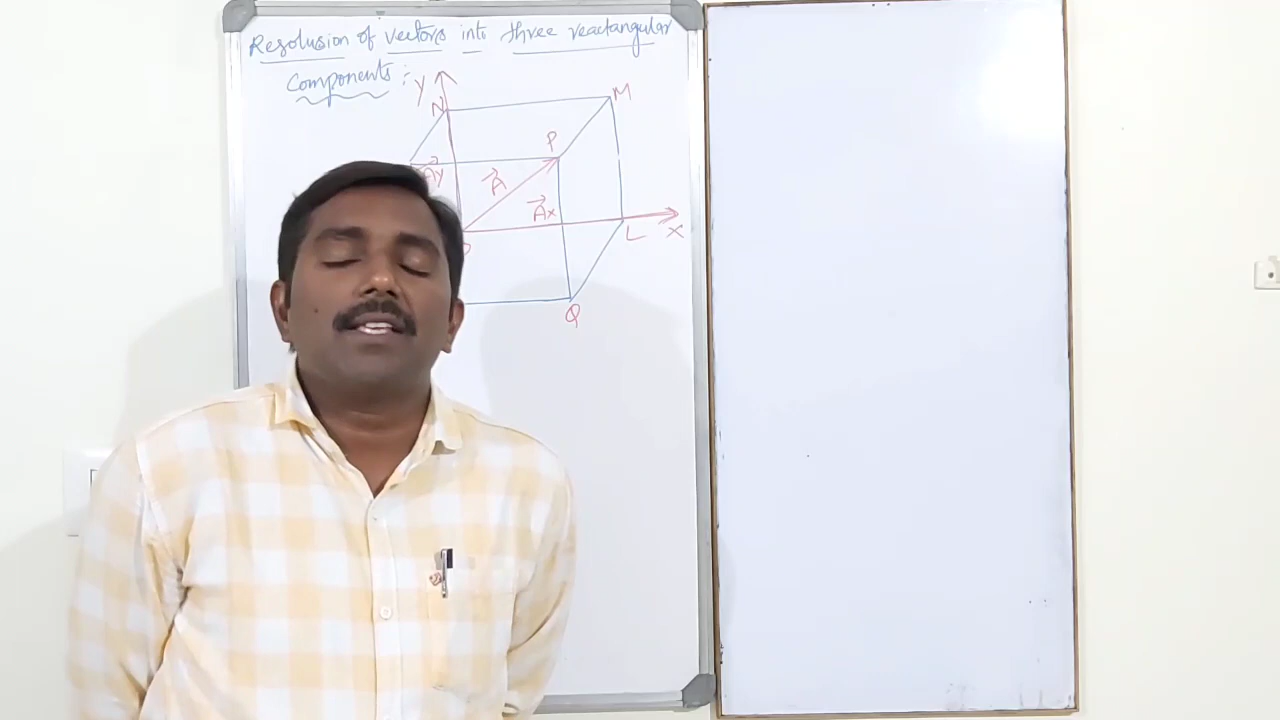 Resolusion of vectors into three reactangular
components:
Y
N
M
P
Ay
A
Ax
L
X
Q